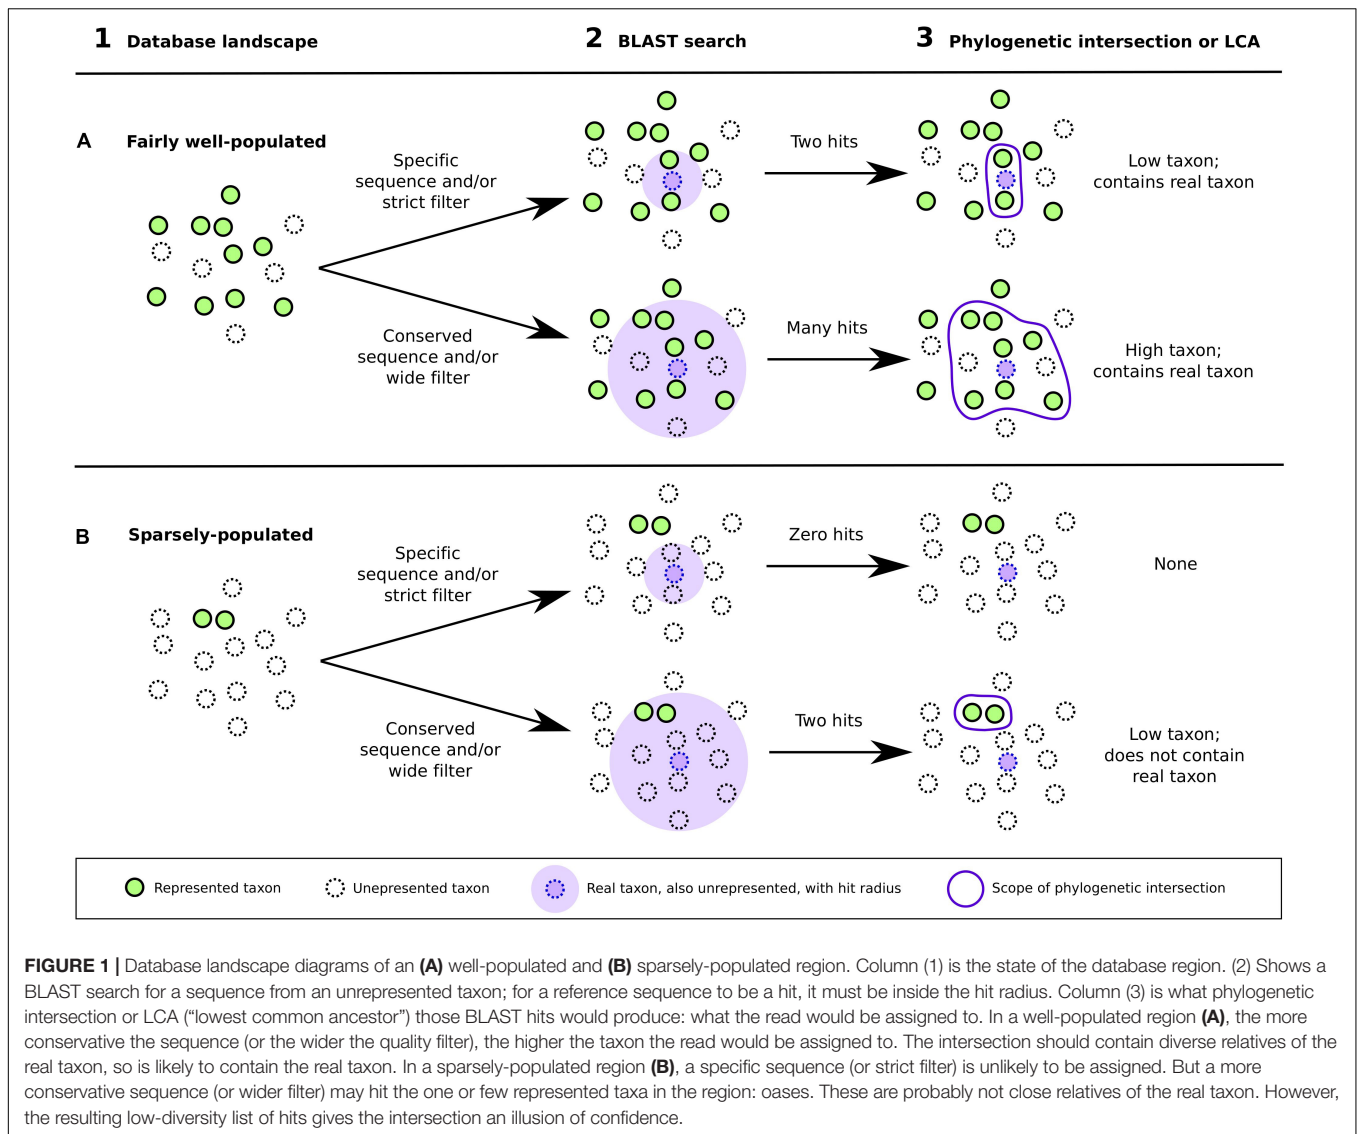 1 Database landscape
2 BLAST search
3 Phylogenetic intersection or LCA
A Fairly well-populated
Specific
sequence and/or
strict filter
Two hits
Low taxon;
contains real taxon
Conserved
sequence and/or
wide filter
Many hits
High taxon;
contains real taxon
B Sparsely-populated
Specific
sequence and/or
strict filter
Zero hits
None
Conserved
sequence and/or
wide filter
Two hits
Low taxon;
does not contain
real taxon
Represented taxon
Unepresented taxon
Real taxon, also unrepresented, with hit radius
Scope of phylogenetic intersection
FIGURE 1 | Database landscape diagrams of an (A) well-populated and (B) sparsely-populated region. Column (1) is the state of the database region. (2) Shows a
BLAST search for a sequence from an unrepresented taxon; for a reference sequence to be a hit, it must be inside the hit radius. Column (3) is what phylogenetic
intersection or LCA (“lowest common ancestor”) those BLAST hits would produce: what the read would be assigned to. In a well-populated region (A), the more
conservative the sequence (or the wider the quality filter), the higher the taxon the read would be assigned to. The intersection should contain diverse relatives of the
real taxon, so is likely to contain the real taxon. In a sparsely-populated region (B), a specific sequence (or strict filter) is unlikely to be assigned. But a more
conservative sequence (or wider filter) may hit the one or few represented taxa in the region: oases. These are probably not close relatives of the real taxon. However,
the resulting low-diversity list of hits gives the intersection an illusion of confidence.